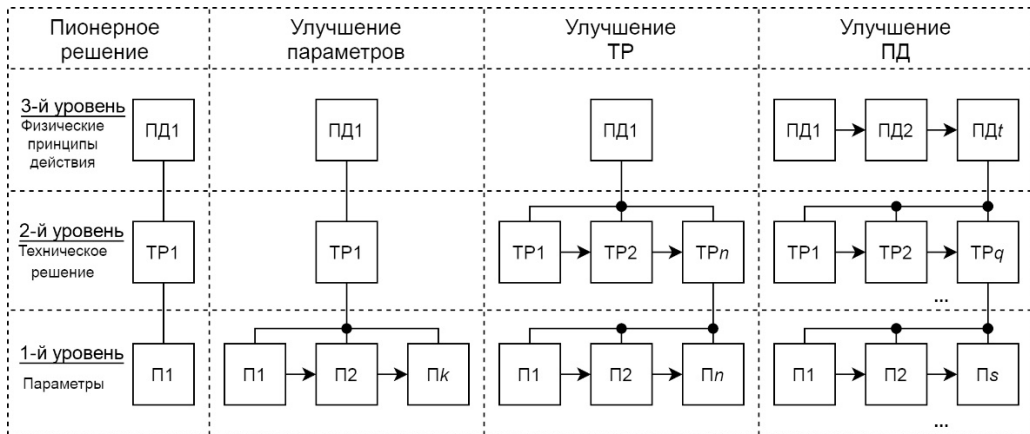 Пионерное
решение
Улучшение
параметров
Улучшение
ТР
Улучшение
ПД
3-й уровень
Физические
принципы
действия
ПД1
ПД1
ПД1
ПД1
ПД2
ПДt
2-й уровень
Техническое
решение
ТР1
ТР1
ТР1
ТР2
ТРn
ТР1
ТР2
ТРq
...
1-й уровень
Параметры
П1
П1
П2
Пk
П1
П2
Пn
П1
П2
Пs
...